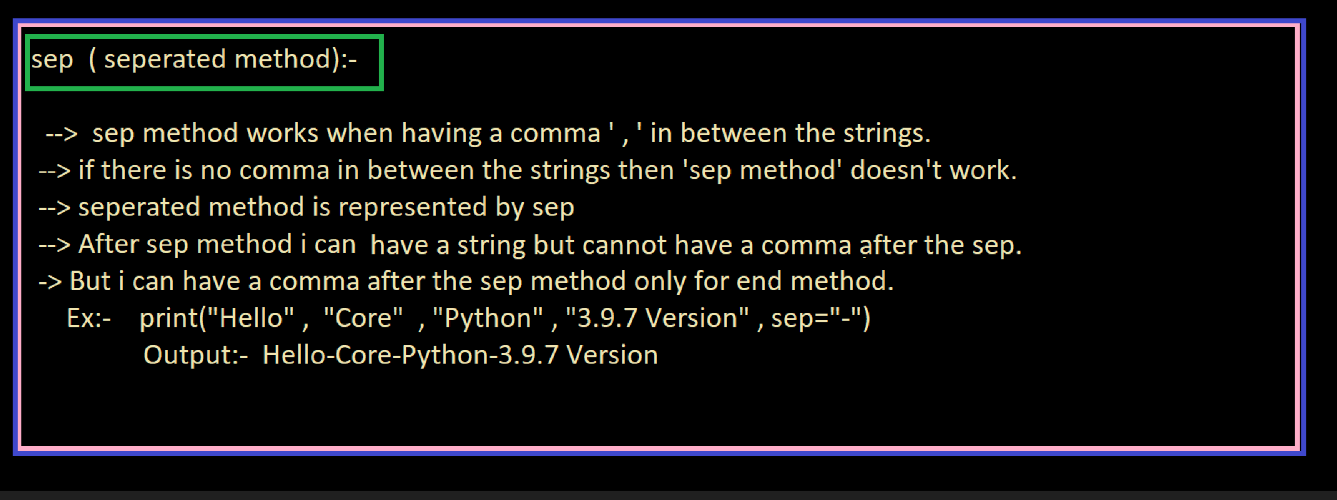 sep  ( seperated method):-
-->  sep method works when having a comma ' , ' in between the strings.
--> if there is no comma in between the strings then 'sep method' doesn't work.
--> seperated method is represented by sep
--> After sep method i can  have a string but cannot have a comma after the sep.
-> But i can have a comma after the sep method only for end method.
Ex:-    print("Hello" ,  "Core"  , "Python" , "3.9.7 Version" , sep="-")
Output:-  Hello-Core-Python-3.9.7 Version